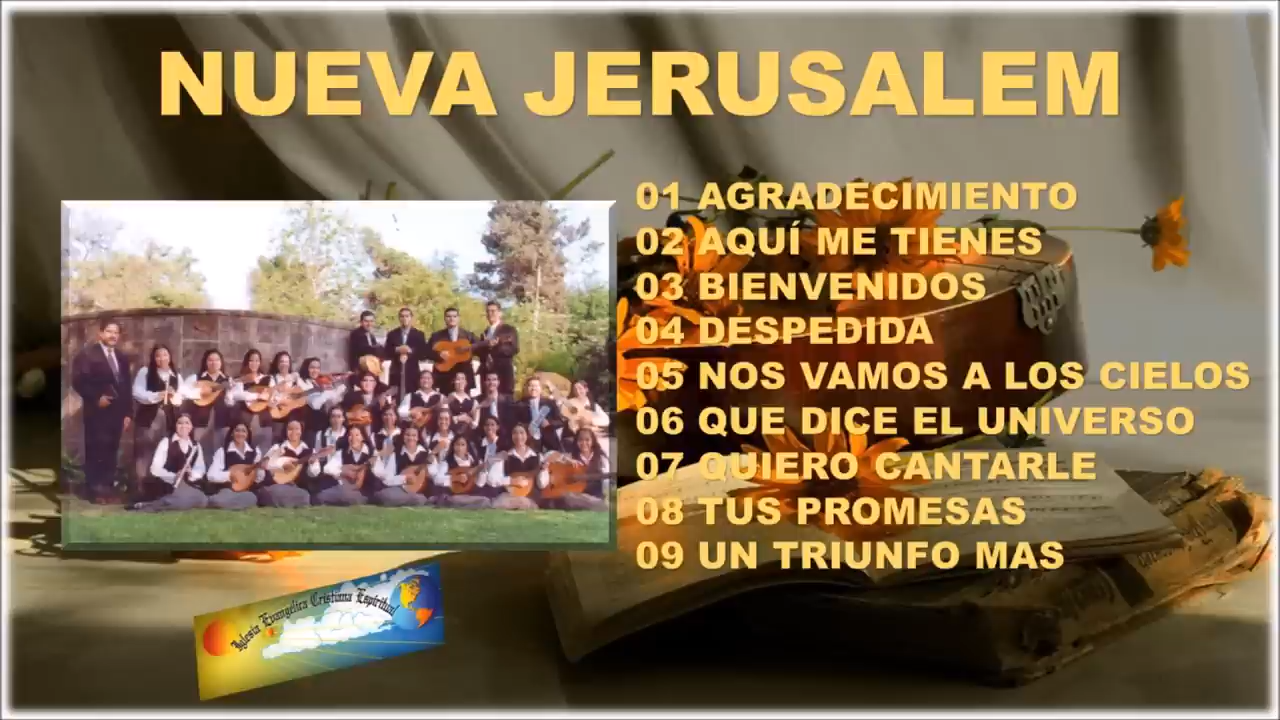 NUEVA JERUSALEM
01 AGRADECIMIENTO
02 AQUÍ ME TIENES
03 BIENVENIDOS
04 DESPEDIDA
05 NOS VAMOS A LOS CIELOS
06 QUE DICE EL UNIVERSO
07 QUIERO CANTARLE
08 TUS PROMESAS
09 UN TRIUNFO MAS
Iglesia Evangélica Cristiana Espiritual